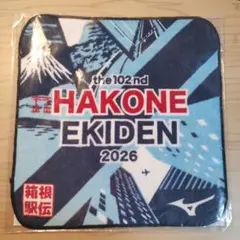 the 102nd
HAKONE
EKIDEN
2026
箱根
駅伝